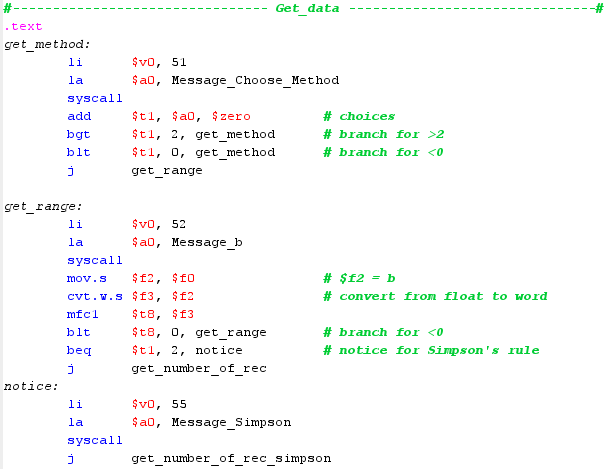 #-------------------------------- Get_data ------------------------------#
.text
get_method:
li $v0, 51
la $a0, Message_Choose_Method
syscall
add $t1, $a0, $zero # choices
bgt $t1, 2, get_method # branch for >2
blt $t1, 0, get_method # branch for <0
j get_range
get_range:
li $v0, 52
la $a0, Message_b
syscall
mov.s $f2, $f0 # $f2 = b
cvt.w.s $f3, $f2 # convert from float to word
mfc1 $t8, $f3
blt $t8, 0, get_range # branch for <0
beq $t1, 2, notice # notice for Simpson's rule
j get_number_of_rec
notice:
li $v0, 55
la $a0, Message_Simpson
syscall
j get_number_of_rec_simpson